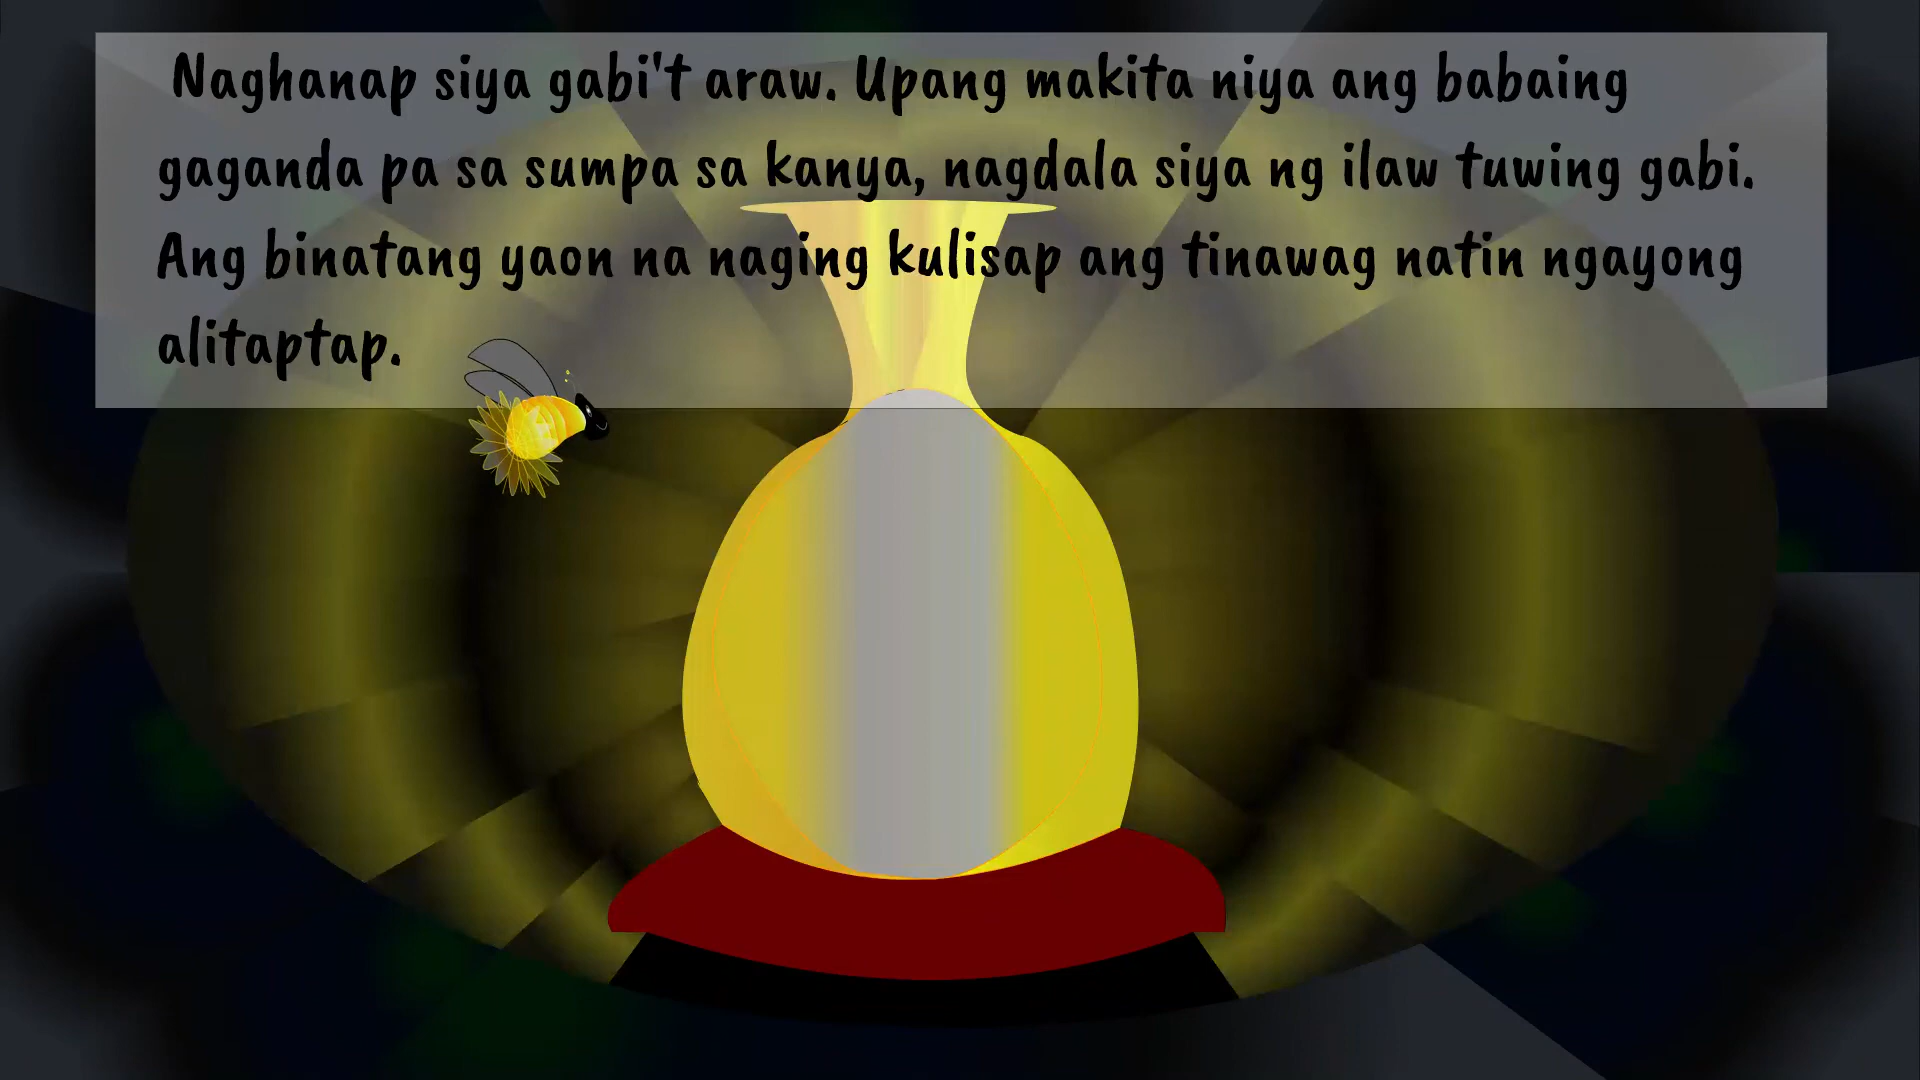 Naghanap siya gabi't araw. Upang makita niya ang babaing
gaganda pa sa sumpa sa kanya, nagdala siya ng ilaw tuwing gabi.
Ang binatang yaon na naging kulisap ang tinawag natin ngayong
alitaptap.